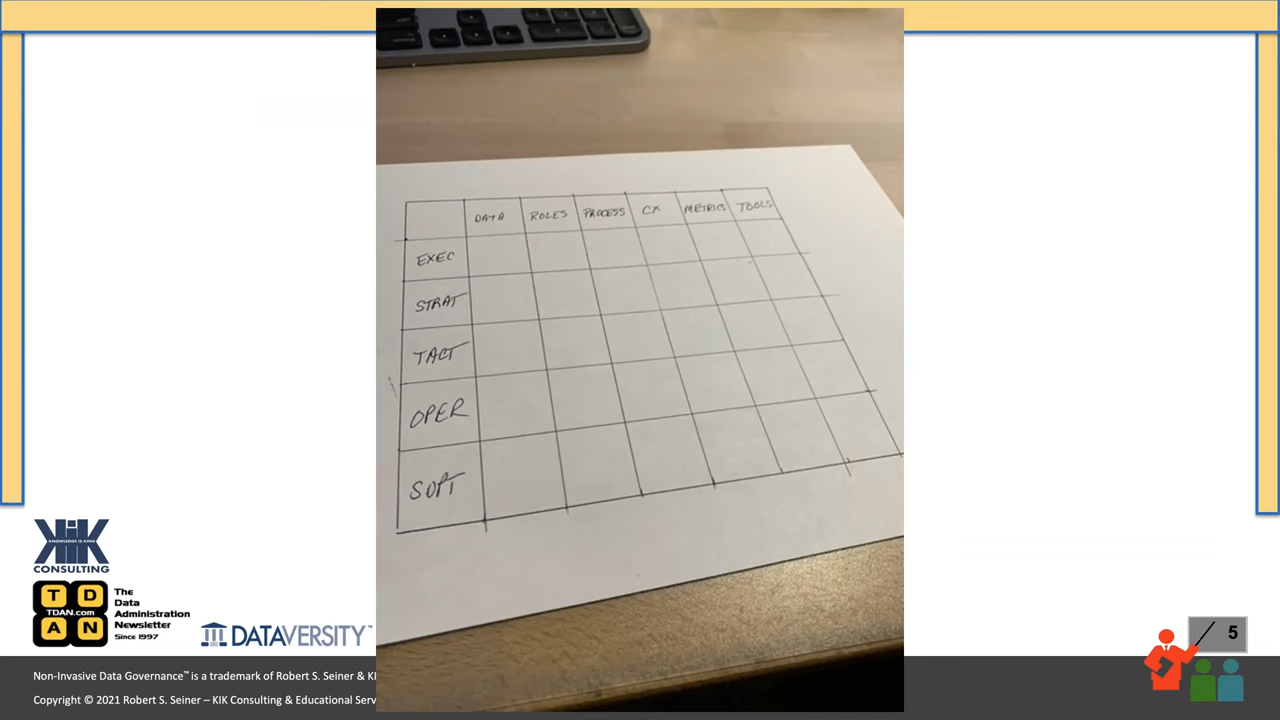 DATA ROLES PROCESS CX METRICS TOOLS
EXEC
STRAT
TACT
OPER
SUPT
KIK
KNOWLEDGE IS KING
CONSULTING
T D
TDAN.com
A N
The
Data
Administration
Newsletter
Since 1997
DATAVERSITY™
5
Non-Invasive Data Governance™ is a trademark of Robert S. Seiner & KI
Copyright © 2021 Robert S. Seiner – KIK Consulting & Educational Serv